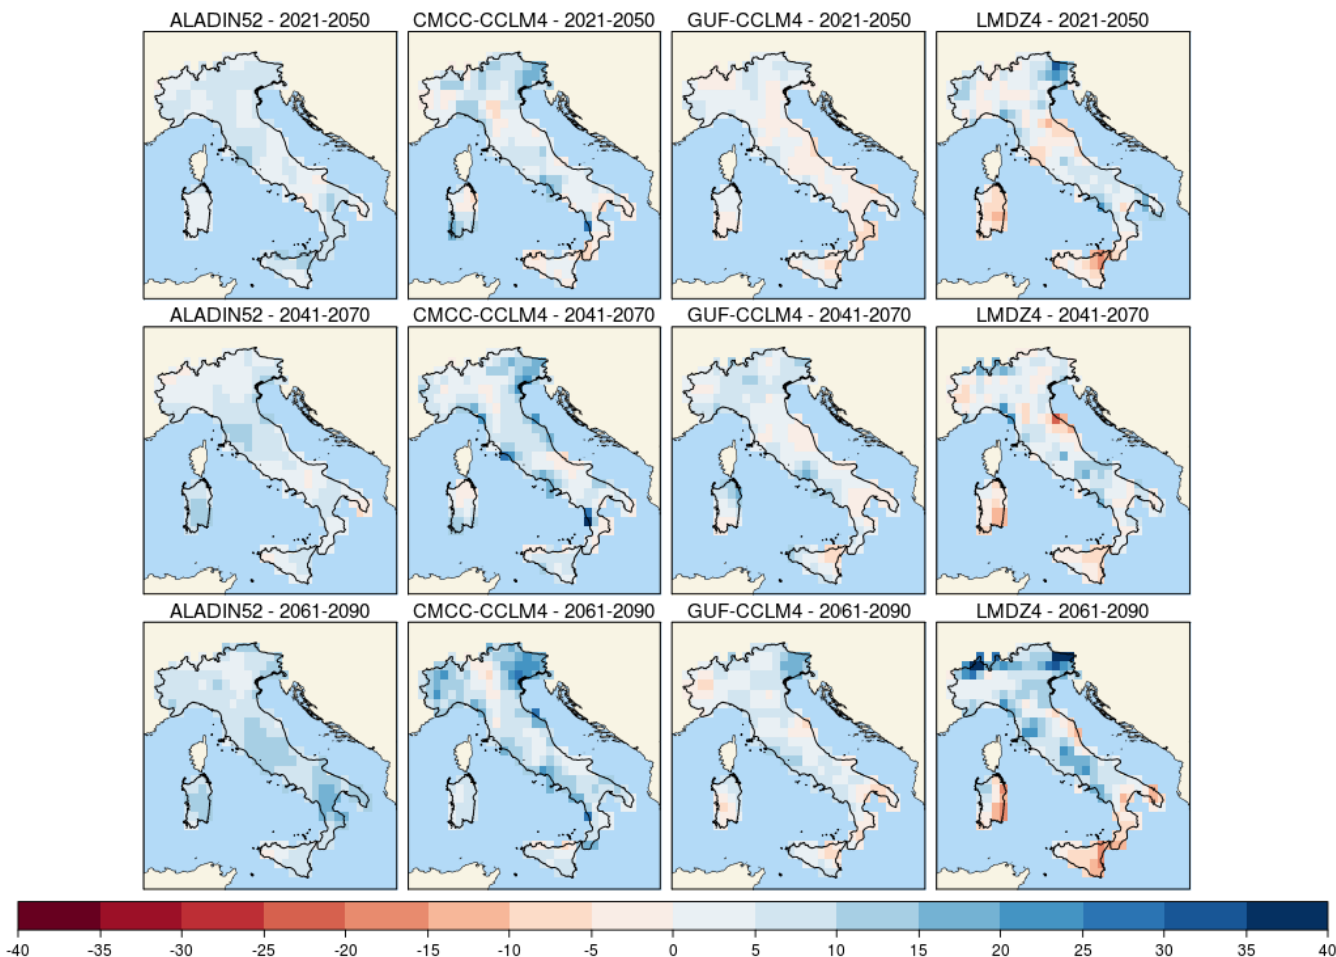 ALADIN52 - 2021-2050 CMCC-CCLM4 - 2021-2050 GUF-CCLM4 - 2021-2050 LMDZ4 - 2021-2050
ALADIN52 - 2041-2070 CMCC-CCLM4 - 2041-2070 GUF-CCLM4 - 2041-2070 LMDZ4 - 2041-2070
ALADIN52 - 2061-2090 CMCC-CCLM4 - 2061-2090 GUF-CCLM4 - 2061-2090 LMDZ4 - 2061-2090
-40 -35 -30 -25 -20 -15 -10 -5 0 5 10 15 20 25 30 35 40